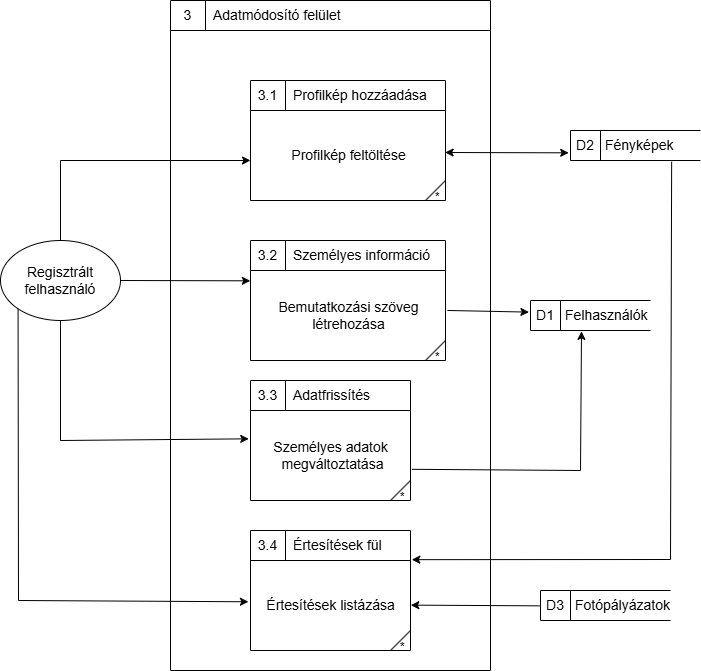 3 Adatmódosító felület
3.1 Profilkép hozzáadása
Profilkép feltöltése
*
D2 Fényképek
Regisztrált
felhasználó
3.2 Személyes információ
Bemutatkozási szöveg
létrehozása
*
D1 Felhasználók
3.3 Adatfrissítés
Személyes adatok
megváltoztatása
*
3.4 Értesítések fül
Értesítések listázása
*
D3 Fotópályázatok